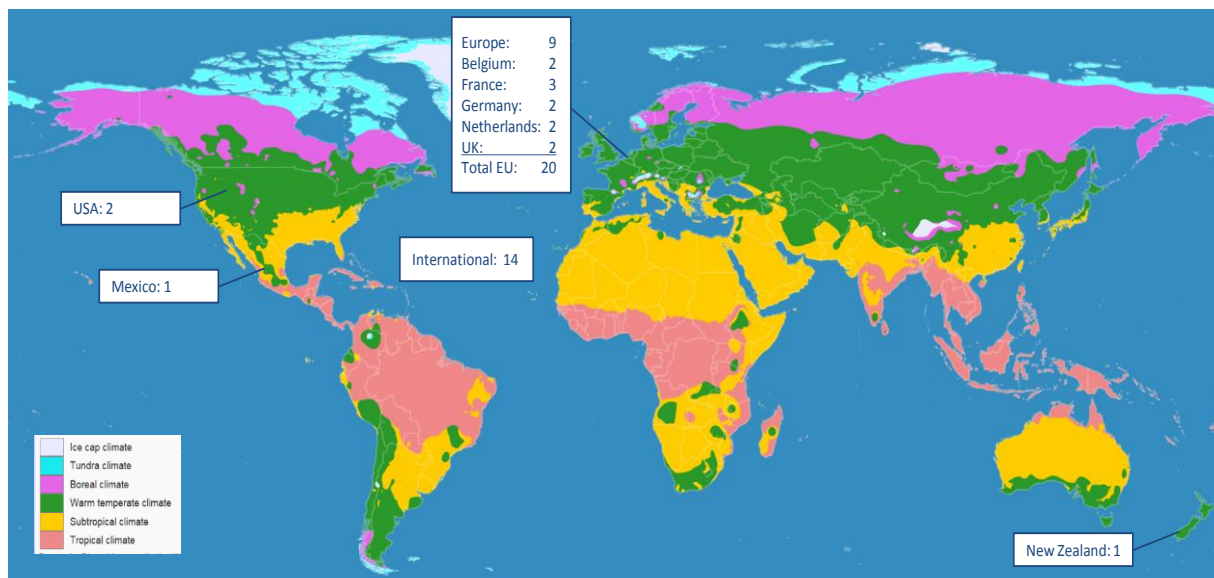 Europe: 9
Belgium: 2
France: 3
Germany: 2
Netherlands: 2
UK: 2
Total EU: 20
USA: 2
International: 14
Mexico: 1
Ice cap climate
Tundra climate
Boreal climate
Warm temperate climate
Subtropical climate
Tropical climate
New Zealand: 1